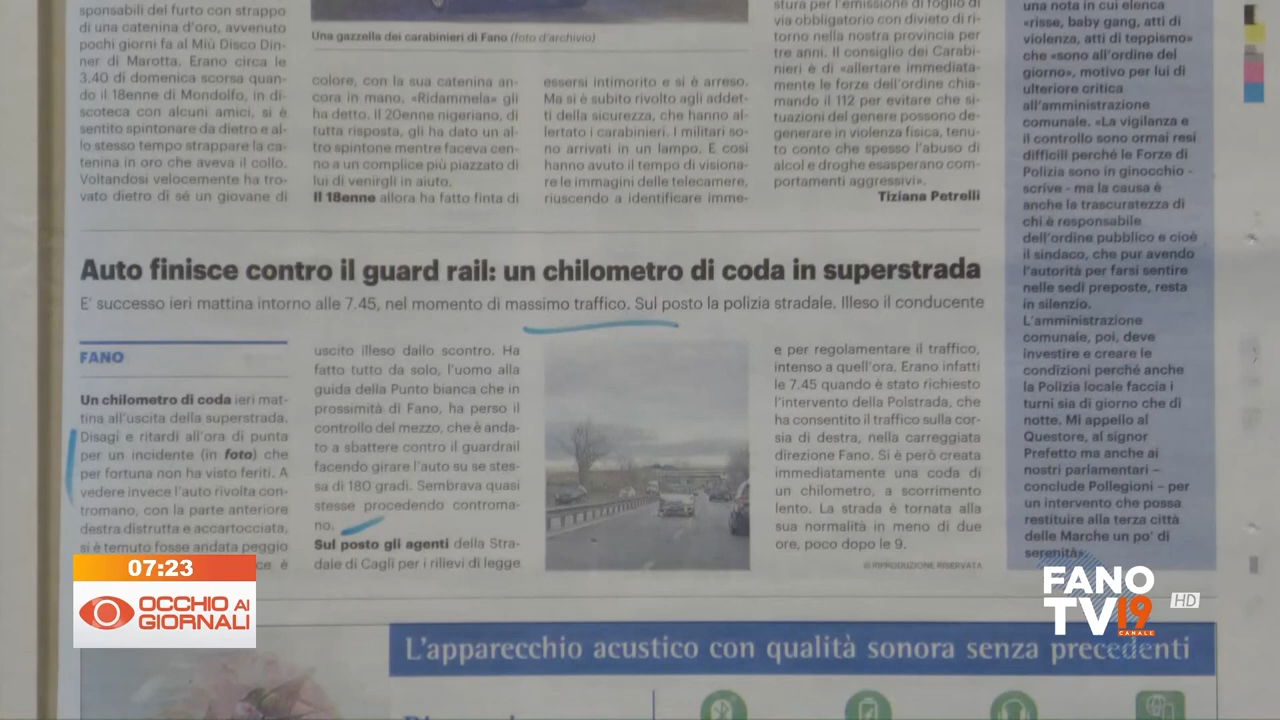 sponsabili del furto con strappo
di una catenina d'oro, avvenuto
pochi giorni fa al Miù Disco Din-
ner di Marotta. Erano circa le
3.40 di domenica scorsa quan-
do il 18enne di Mondolfo, in di-
scoteca con alcuni amici, si è
sentito spintonare da dietro e al-
lo stesso tempo strappare la ca-
tenina in oro che aveva il collo.
Voltandosi velocemente ha tro-
vato dietro di sé un giovane di
Una gazzella dei carabinieri di Fano (foto d'archivio)
colore, con la sua catenina an-
cora in mano. «Ridammela» gli
ha detto. Il 20enne nigeriano, di
tutta risposta, gli ha dato un al-
tro spintone mentre faceva cen-
no a un complice più piazzato di
lui di venirgli in aiuto.
Il 18enne allora ha fatto finta di
essersi intimorito e si è arreso.
Ma si è subito rivolto agli addet-
ti della sicurezza, che hanno al-
lertato i carabinieri. I militari so-
no arrivati in un lampo. E così
hanno avuto il tempo di visiona-
re le immagini delle telecamere,
riuscendo a identificare imme-
stura per l'emissione di foglio di
via obbligatorio con divieto di ri-
torno nella nostra provincia per
tre anni. Il consiglio dei Carabi-
nieri è di «allertare immediata-
mente le forze dell'ordine chia-
mando il 112 per evitare che si-
tuazioni del genere possono de-
generare in violenza fisica, tenu-
to conto che spesso l'abuso di
alcol e droghe esasperano com-
portamenti aggressivi».
Tiziana Petrelli
una nota in cui elenca
«risse, baby gang, atti di
violenza, atti di teppismo»
che «sono all'ordine del
giorno», motivo per lui di
ulteriore critica
all'amministrazione
comunale. «La vigilanza e
il controllo sono ormai resi
difficili perché le Forze di
Polizia sono in ginocchio -
scrive - ma la causa è
anche la trascuratezza di
chi è responsabile
dell'ordine pubblico e cioè
il sindaco, che pur avendo
l'autorità per farsi sentire
nelle sedi preposte, resta
in silenzio.
L'amministrazione
comunale, poi, deve
investire e creare le
condizioni perché anche
la Polizia locale faccia i
turni sia di giorno che di
notte. Mi appello al
Questore, al signor
Prefetto ma anche ai
nostri parlamentari –
conclude Pollegioni – per
un intervento che possa
restituire alla terza città
delle Marche un po' di
serenità».
Auto finisce contro il guard rail: un chilometro di coda in superstrada
E' successo ieri mattina intorno alle 7.45, nel momento di massimo traffico. Sul posto la polizia stradale. Illeso il conducente
FANO
Un chilometro di coda ieri mat-
tina all'uscita della superstrada.
Disagi e ritardi all'ora di punta
per un incidente (in foto) che
per fortuna non ha visto feriti. A
vedere invece l'auto rivolta con-
tromano, con la parte anteriore
destra distrutta e accartocciata,
si è temuto fosse andata peggio
ce è
uscito illeso dallo scontro. Ha
fatto tutto da solo, l'uomo alla
guida della Punto bianca che in
prossimità di Fano, ha perso il
controllo del mezzo, che è anda-
to a sbattere contro il guardrail
facendo girare l'auto su se stes-
sa di 180 gradi. Sembrava quasi
stesse procedendo contromа-
no.
Sul posto gli agenti della Stra-
dale di Cagli per i rilievi di legge
e per regolamentare il traffico,
intenso a quell'ora. Erano infatti
le 7.45 quando è stato richiesto
l'intervento della Polstrada, che
ha consentito il traffico sulla cor-
sia di destra, nella carreggiata
direzione Fano. Si è però creata
immediatamente una coda di
un chilometro, a scorrimento
lento. La strada è tornata alla
sua normalità in meno di due
ore, poco dopo le 9.
© RIPRODUZIONE RISERVATA
07:23
OCCHIO AI
GIORNALI
FANO
TV19
CANALE
HD
L'apparecchio acustico con qualità sonora senza precedenti